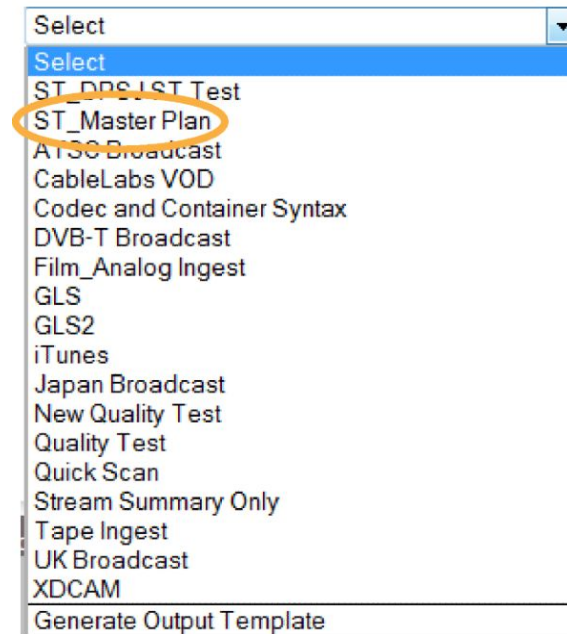 Select
Select
ST_DPS LST Test
ST_Master Plan
ATSC Broadcast
CableLabs VOD
Codec and Container Syntax
DVB-T Broadcast
Film_Analog Ingest
GLS
GLS2
iTunes
Japan Broadcast
New Quality Test
Quality Test
Quick Scan
Stream Summary Only
Tape Ingest
UK Broadcast
XDCAM
Generate Output Template